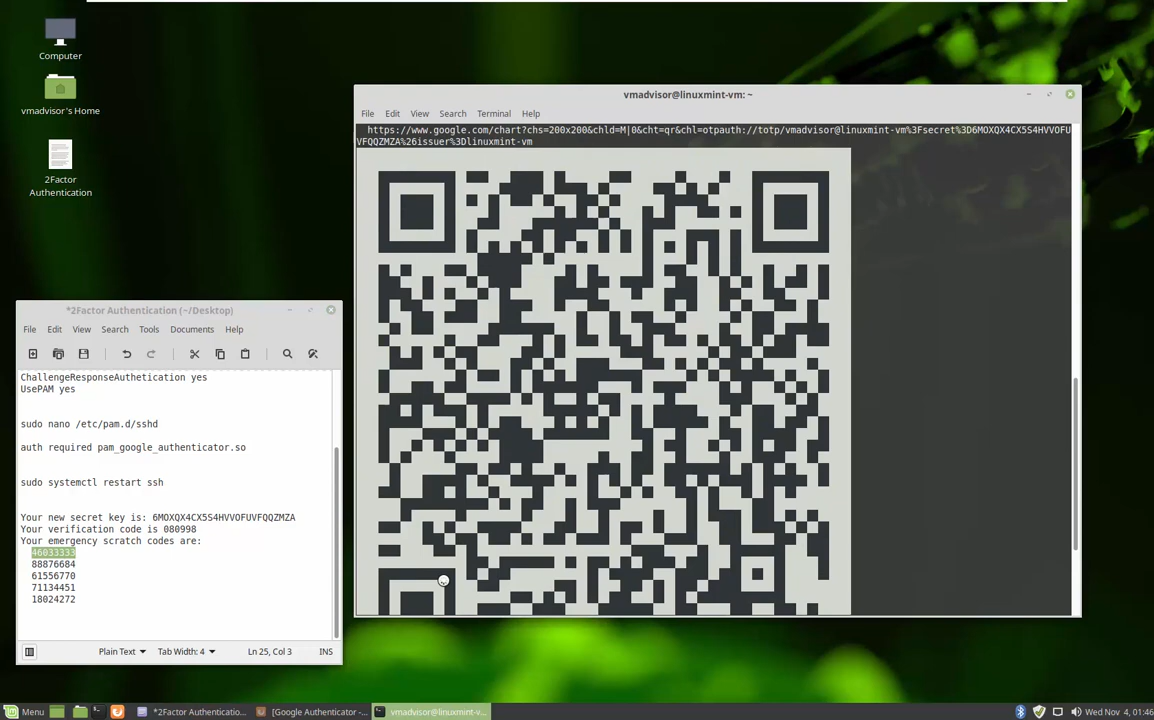 Computer
vmadvisor's Home
2Factor
Authentication
vmadvisor@linuxmint-vm: ~
File Edit View Search Terminal Help
https://www.google.com/chart?chs=200x200&chld=M|0&cht=qr&chl=otpauth://totp/vmadvisor@linuxmint-vm%3Fsecret%3D6MOXQX4CX5S4HVVOFU
VFQQZMZA%26issuer%3Dlinuxmint-vm
*2Factor Authentication (~/Desktop)
File Edit View Search Tools Documents Help
ChallengeResponseAuthetication yes
UsePAM yes
sudo nano /etc/pam.d/sshd
auth required pam_google_authenticator.so
sudo systemctl restart ssh
Your new secret key is: 6MOXQX4CX5S4HVVOFUVFQQZMZA
Your verification code is 080998
Your emergency scratch codes are:
46033333
88876684
61556770
71134451
18024272
Plain Text Tab Width: 4 Ln 25, Col 3 INS
Menu *2Factor Authenticatio... [Google Authenticator -... vmadvisor@linuxmint-v... Wed Nov 4, 01:46